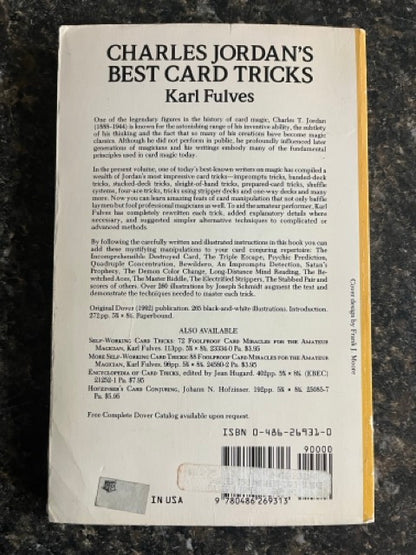 CHARLES JORDAN'S
BEST CARD TRICKS
Karl Fulves
One of the legendary figures in the history of card magic, Charles T. Jordan
(1888–1944) is known for the astonishing range of his inventive ability, the subtlety
of his thinking and the fact that so many of his creations have become magic
classics. Although he did not perform in public, he profoundly influenced later
generations of magicians and his writings embody many of the fundamental
principles used in card magic today.
In the present volume, one of today's best-known writers on magic has compiled a
wealth of Jordan's most impressive card tricks—impromptu tricks, handed-deck
tricks, stacked-deck tricks, sleight-of-hand tricks, prepared-card tricks, shuffle
systems, four-ace tricks, tricks using stripper decks and one-way decks and many
more. Now you can learn amazing feats of card manipulation that not only baffle
laymen but fool professional magicians as well. To aid the amateur performer, Karl
Fulves has completely rewritten each trick, added explanatory details where
necessary, and suggested simpler alternative techniques to complicated or
advanced methods.
By following the carefully written and illustrated instructions in this book you can
add these mystifying manipulations to your card conjuring repertoire: The
Incomprehensible Destroyed Card, The Triple Escape, Psychic Prediction,
Quadruple Concentration, Bewildero, An Impromptu Detection, Satan's
Prophecy, The Demon Color Change, Long-Distance Mind Reading, The Be-
witched Aces, The Master Riddle, The Electrified Strippers, The Stabbed Pair and
scores of others. Over 260 illustrations by Joseph Schmidt augment the text and
demonstrate the techniques needed to master each trick.
Original Dover (1992) publication. 265 black-and-white illustrations. Introduction.
272pp. 5⅜ × 8½. Paperbound.
ALSO AVAILABLE
SELF-WORKING CARD TRICKS: 72 FOOLPROOF CARD MIRACLES FOR THE AMATEUR
MAGICIAN, Karl Fulves. 113pp. 5⅜ × 8½. 23334-0 Pa. $3.95
MORE SELF-WORKING CARD TRICKS: 88 FOOLPROOF CARD MIRACLES FOR THE AMATEUR
MAGICIAN, Karl Fulves. 96pp. 5⅜ × 8½. 24580-2 Pa. $3.95
ENCYCLOPEDIA OF CARD TRICKS, edited by Jean Hugard. 402pp. 5⅜ × 8½. (EBEC)
21252-1 Pa. $7.95
HOFZINSER'S CARD CONJURING, Johann N. Hofzinser. 192pp. 5⅜ × 8½. 25085-7
Pa. $5.95
Free Complete Dover Catalog available upon request.
Cover design by Frank J. Moore
ISBN 0-486-26931-0
90000
9 780486 269313
IN USA